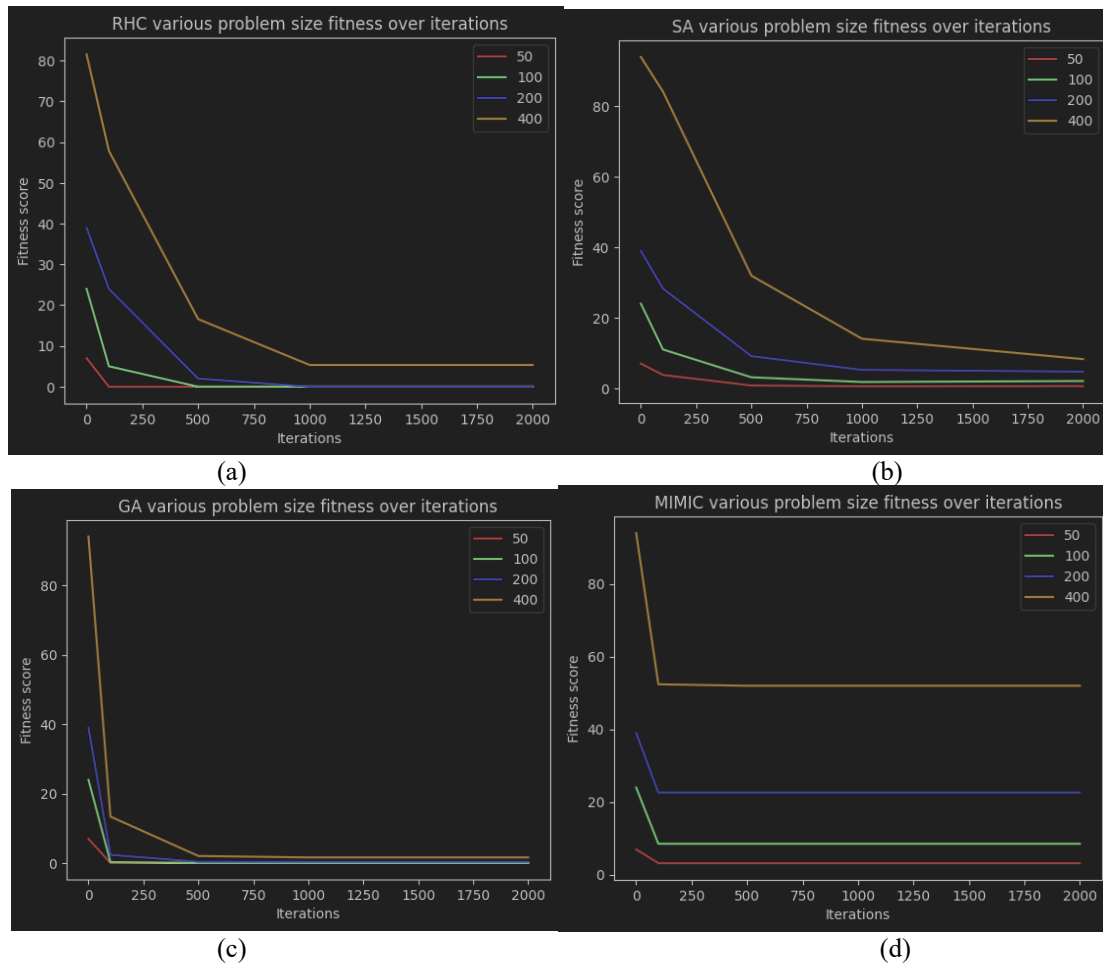 RHC various problem size fitness over iterations
50
100
200
400
80
70
60
50
40
30
20
10
0
Fitness score
0 250 500 750 1000 1250 1500 1750 2000
Iterations
(a)
SA various problem size fitness over iterations
50
100
200
400
80
60
40
20
0
Fitness score
0 250 500 750 1000 1250 1500 1750 2000
Iterations
(b)
GA various problem size fitness over iterations
50
100
200
400
80
60
40
20
0
Fitness score
0 250 500 750 1000 1250 1500 1750 2000
Iterations
(c)
MIMIC various problem size fitness over iterations
50
100
200
400
80
60
40
20
0
Fitness score
0 250 500 750 1000 1250 1500 1750 2000
Iterations
(d)